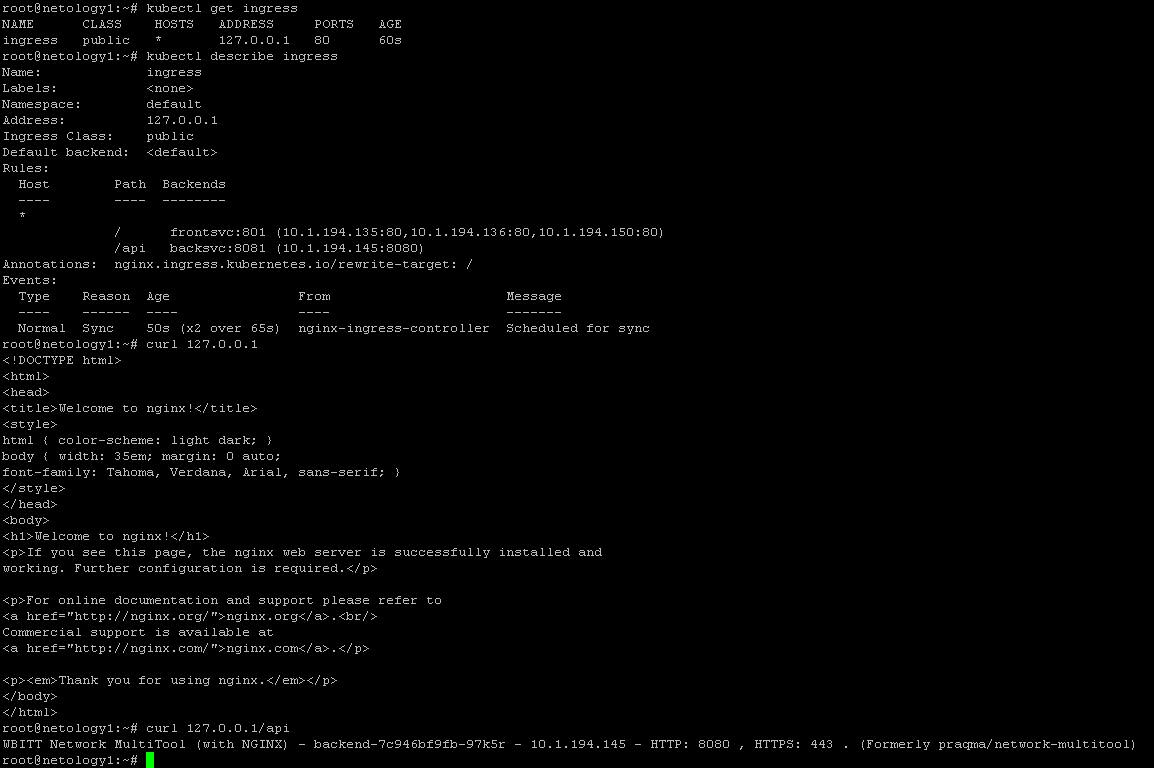 root@netology1:~# kubectl get ingress
NAME      CLASS    HOSTS   ADDRESS     PORTS   AGE
ingress   public   *       127.0.0.1   80      60s
root@netology1:~# kubectl describe ingress
Name:             ingress
Labels:           <none>
Namespace:        default
Address:          127.0.0.1
Ingress Class:    public
Default backend:  <default>
Rules:
  Host        Path  Backends
  ----        ----  --------
  *
              /      frontsvc:801 (10.1.194.135:80,10.1.194.136:80,10.1.194.150:80)
              /api   backsvc:8081 (10.1.194.145:8080)
Annotations:  nginx.ingress.kubernetes.io/rewrite-target: /
Events:
  Type    Reason  Age                From                      Message
  ----    ------  ----               ----                      -------
  Normal  Sync    50s (x2 over 65s)  nginx-ingress-controller  Scheduled for sync
root@netology1:~# curl 127.0.0.1
<!DOCTYPE html>
<html>
<head>
<title>Welcome to nginx!</title>
<style>
html { color-scheme: light dark; }
body { width: 35em; margin: 0 auto;
font-family: Tahoma, Verdana, Arial, sans-serif; }
</style>
</head>
<body>
<h1>Welcome to nginx!</h1>
<p>If you see this page, the nginx web server is successfully installed and
working. Further configuration is required.</p>

<p>For online documentation and support please refer to
<a href="http://nginx.org/">nginx.org</a>.<br/>
Commercial support is available at
<a href="http://nginx.com/">nginx.com</a>.</p>

<p><em>Thank you for using nginx.</em></p>
</body>
</html>
root@netology1:~# curl 127.0.0.1/api
WBITT Network MultiTool (with NGINX) - backend-7c946bf9fb-97k5r - 10.1.194.145 - HTTP: 8080 , HTTPS: 443 . (Formerly praqma/network-multitool)
root@netology1:~#